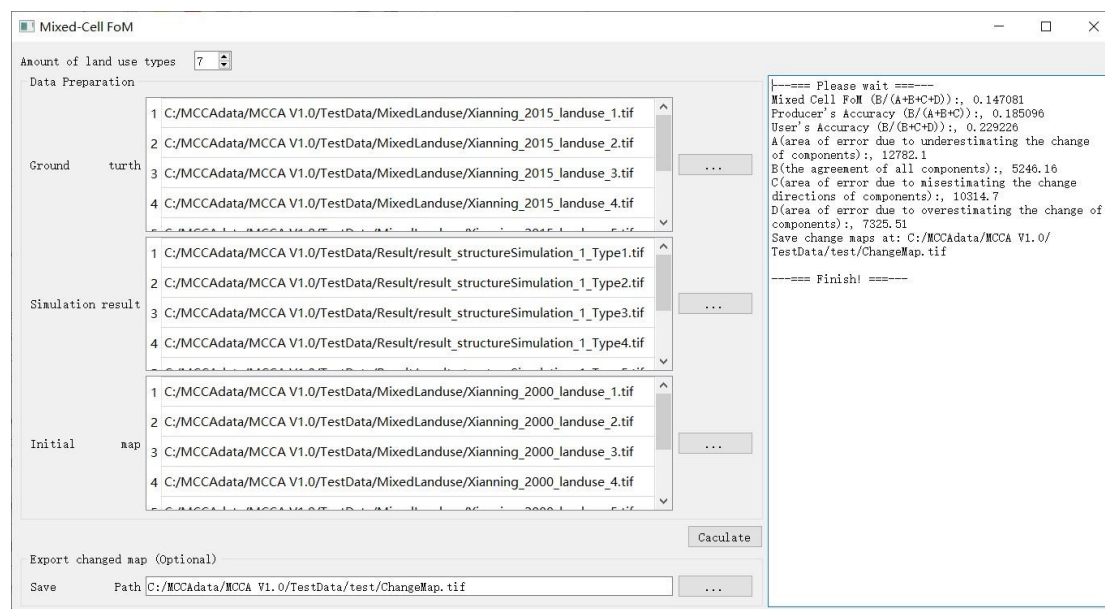 Mixed-Cell FoM
Amount of land use types 7
Data Preparation
Ground turth
1 C:/MCCAdata/MCCA V1.0/TestData/MixedLanduse/Xianning_2015_landuse_1.tif
2 C:/MCCAdata/MCCA V1.0/TestData/MixedLanduse/Xianning_2015_landuse_2.tif
3 C:/MCCAdata/MCCA V1.0/TestData/MixedLanduse/Xianning_2015_landuse_3.tif
4 C:/MCCAdata/MCCA V1.0/TestData/MixedLanduse/Xianning_2015_landuse_4.tif
...
Simulation result
1 C:/MCCAdata/MCCA V1.0/TestData/Result/result_structureSimulation_1_Type1.tif
2 C:/MCCAdata/MCCA V1.0/TestData/Result/result_structureSimulation_1_Type2.tif
3 C:/MCCAdata/MCCA V1.0/TestData/Result/result_structureSimulation_1_Type3.tif
4 C:/MCCAdata/MCCA V1.0/TestData/Result/result_structureSimulation_1_Type4.tif
...
Initial map
1 C:/MCCAdata/MCCA V1.0/TestData/MixedLanduse/Xianning_2000_landuse_1.tif
2 C:/MCCAdata/MCCA V1.0/TestData/MixedLanduse/Xianning_2000_landuse_2.tif
3 C:/MCCAdata/MCCA V1.0/TestData/MixedLanduse/Xianning_2000_landuse_3.tif
4 C:/MCCAdata/MCCA V1.0/TestData/MixedLanduse/Xianning_2000_landuse_4.tif
...
Caculate
Export changed map (Optional)
Save Path C:/MCCAdata/MCCA V1.0/TestData/test/ChangeMap.tif ...
---=== Please wait ===---
Mixed Cell FoM (B/(A+B+C+D)):, 0.147081
Producer's Accuracy (B/(A+B+C)):, 0.185096
User's Accuracy (B/(B+C+D)):, 0.229226
A(area of error due to underestimating the change
of components):, 12782.1
B(the agreement of all components):, 5246.16
C(area of error due to misestimating the change
directions of components):, 10314.7
D(area of error due to overestimating the change of
components):, 7325.51
Save change maps at: C:/MCCAdata/MCCA V1.0/
TestData/test/ChangeMap.tif
---=== Finish! ===---